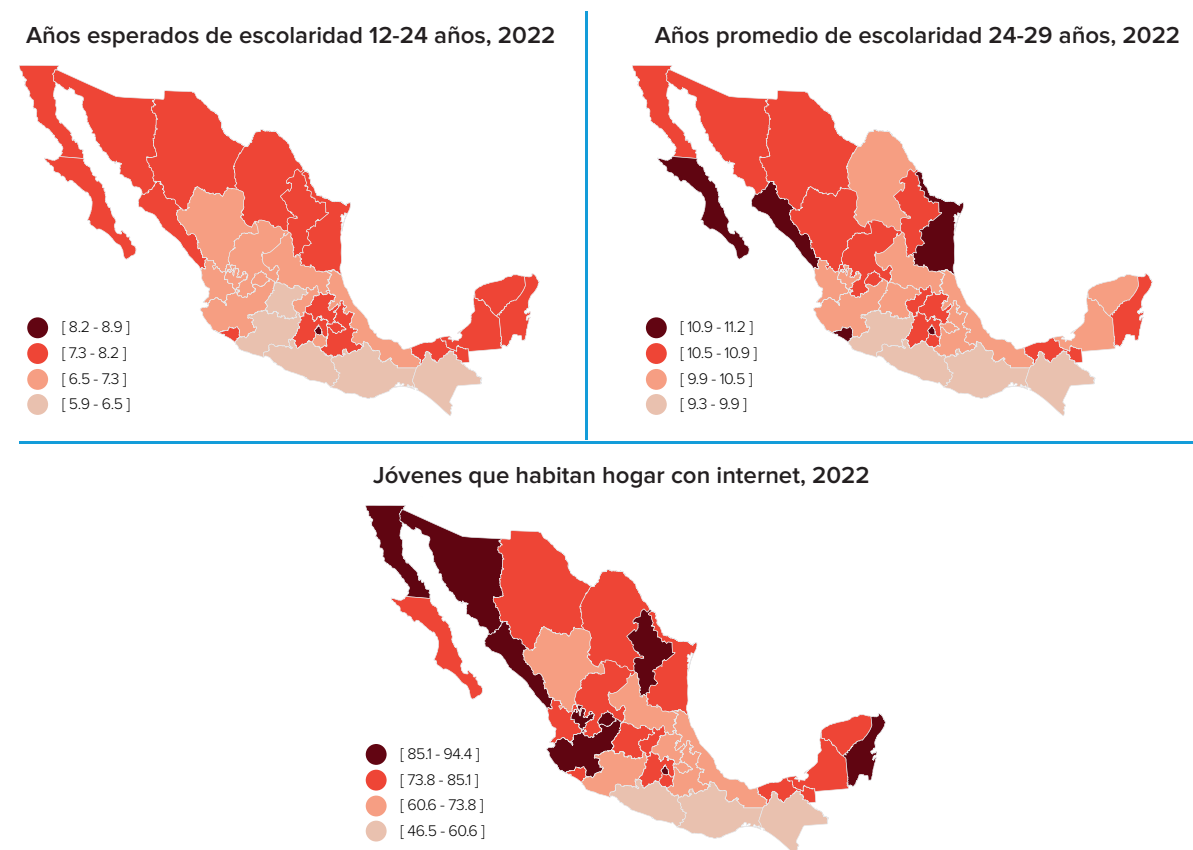 Años esperados de escolaridad 12-24 años, 2022
Años promedio de escolaridad 24-29 años, 2022
[ 8.2 - 8.9 ]
[ 7.3 - 8.2 ]
[ 6.5 - 7.3 ]
[ 5.9 - 6.5 ]
[ 10.9 - 11.2 ]
[ 10.5 - 10.9 ]
[ 9.9 - 10.5 ]
[ 9.3 - 9.9 ]
Jóvenes que habitan hogar con internet, 2022
[ 85.1 - 94.4 ]
[ 73.8 - 85.1 ]
[ 60.6 - 73.8 ]
[ 46.5 - 60.6 ]